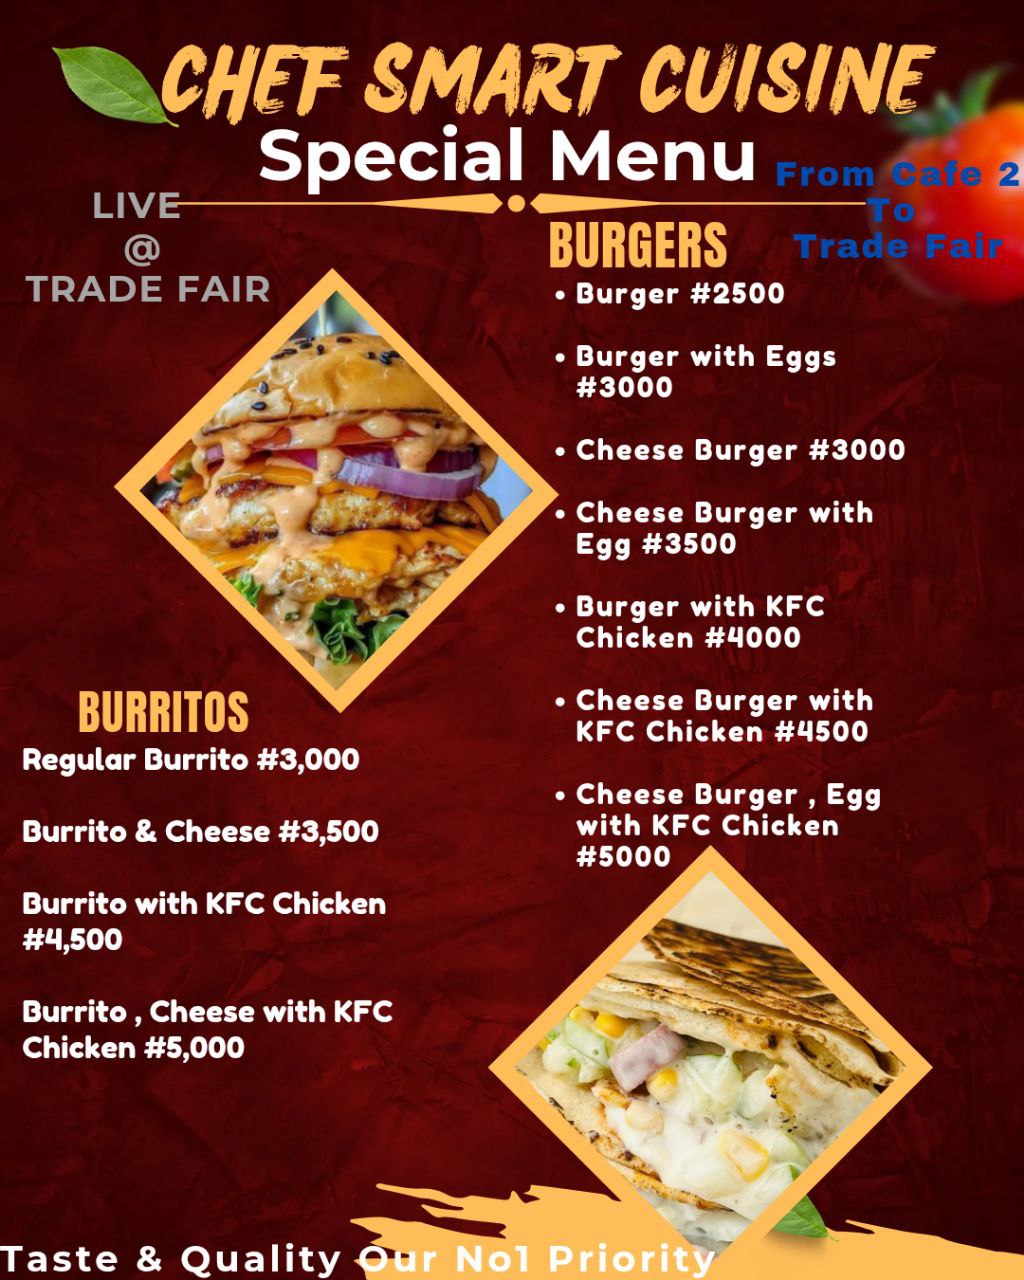 CHEF SMART CUISINE
Special Menu
From Cafe 2
To
Trade Fair
LIVE
@
TRADE FAIR
BURGERS
• Burger #2500
• Burger with Eggs
#3000
• Cheese Burger #3000
• Cheese Burger with
Egg #3500
• Burger with KFC
Chicken #4000
• Cheese Burger with
KFC Chicken #4500
• Cheese Burger , Egg
with KFC Chicken
#5000
BURRITOS
Regular Burrito #3,000
Burrito & Cheese #3,500
Burrito with KFC Chicken
#4,500
Burrito , Cheese with KFC
Chicken #5,000
Taste & Quality Our No1 Priority